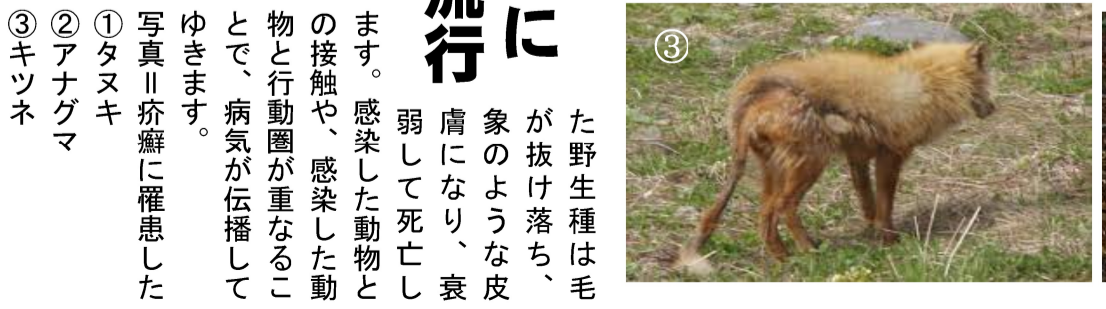 に
流行
た野生種は毛
が抜け落ち、
象のような皮
膚になり、衰
弱して死亡し
ます。感染した動物と
の接触や、感染した動
物と行動圏が重なるこ
とで、病気が伝播して
ゆきます。
写真＝疥癬に罹患した
①タヌキ
②アナグマ
③キツネ
③